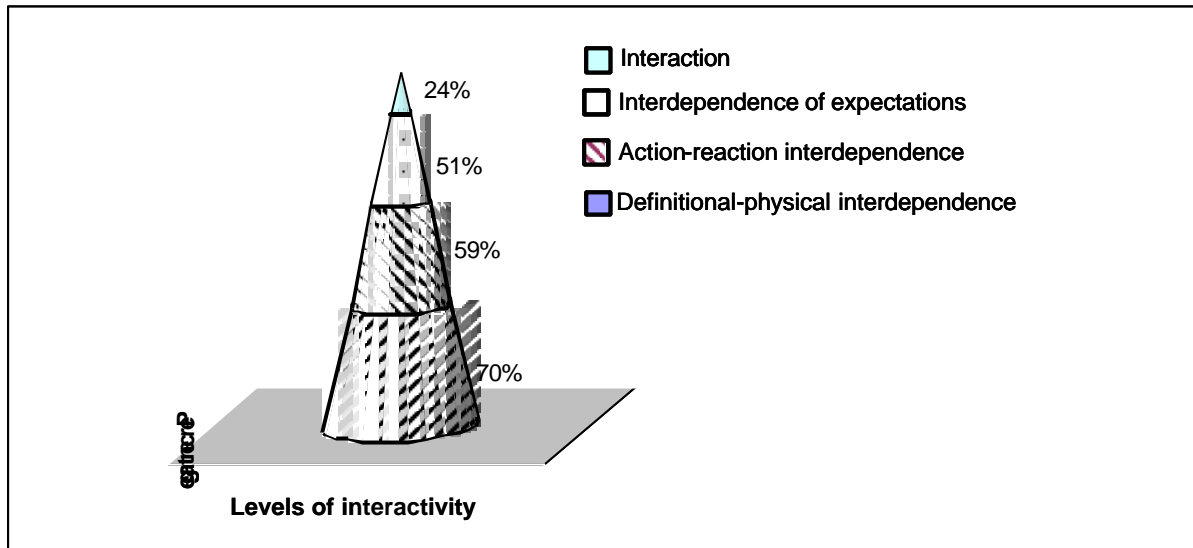 24%
51%
59%
70%
Interaction
Interdependence of expectations
Action-reaction interdependence
Definitional-physical interdependence
Levels of interactivity